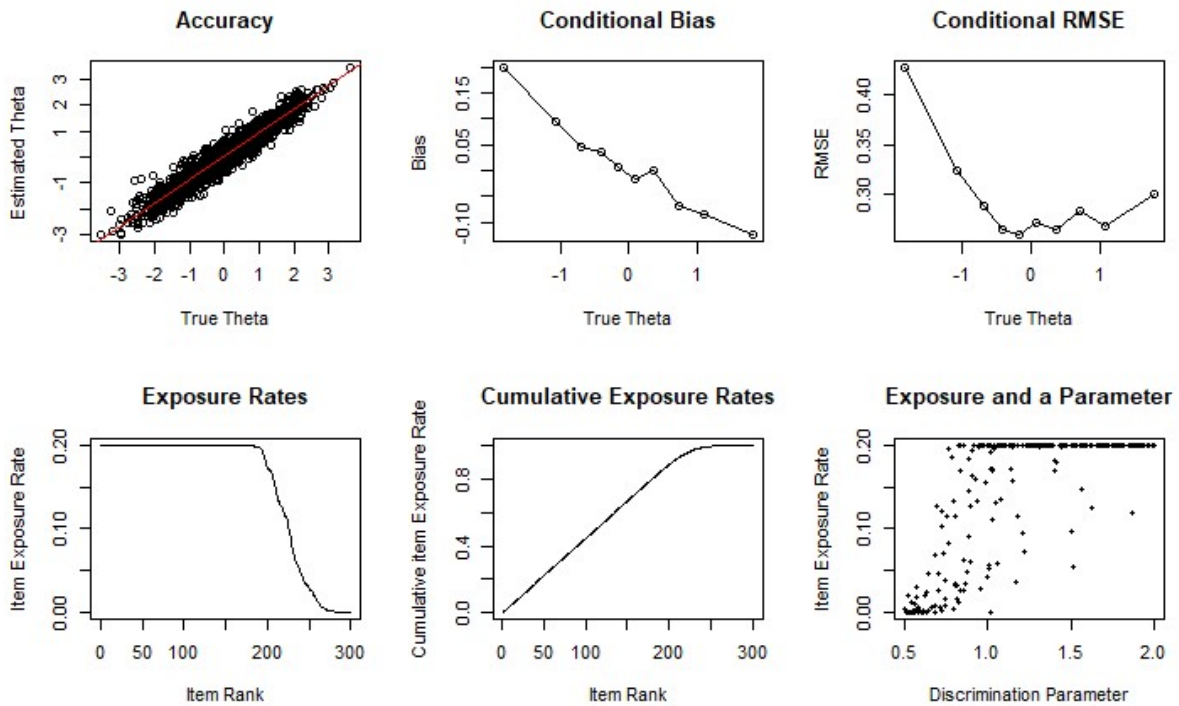 Accuracy
Estimated Theta
3
2
1
-1
-3
-3 -2 -1 0 1 2 3
True Theta
Conditional Bias
Bias
0.15
0.05
-0.10
-1 0 1
True Theta
Conditional RMSE
RMSE
0.40
0.35
0.30
-1 0 1
True Theta
Exposure Rates
Item Exposure Rate
0.20
0.10
0.00
0 50 100 200 300
Item Rank
Cumulative Exposure Rates
Cumulative item Exposure Rate
0.8
0.4
0.0
0 50 100 200 300
Item Rank
Exposure and a Parameter
Item Exposure Rate
0.20
0.10
0.00
0.5 1.0 1.5 2.0
Discrimination Parameter